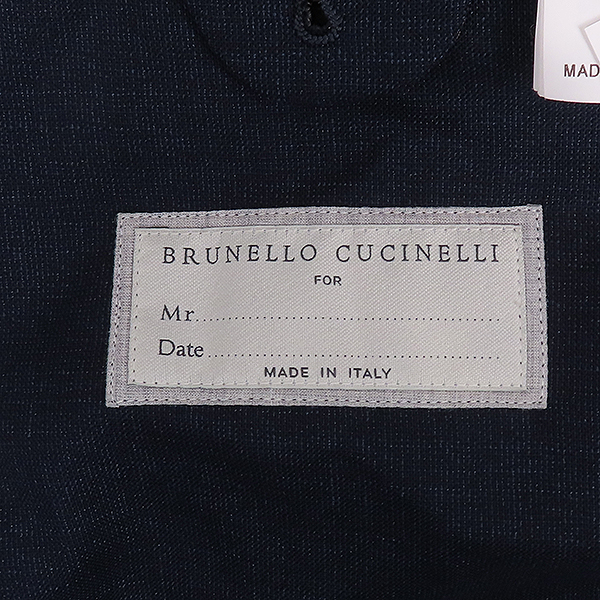 MAD
BRUNELLO CUCINELLI
FOR
Mr.
Date
MADE IN ITALY